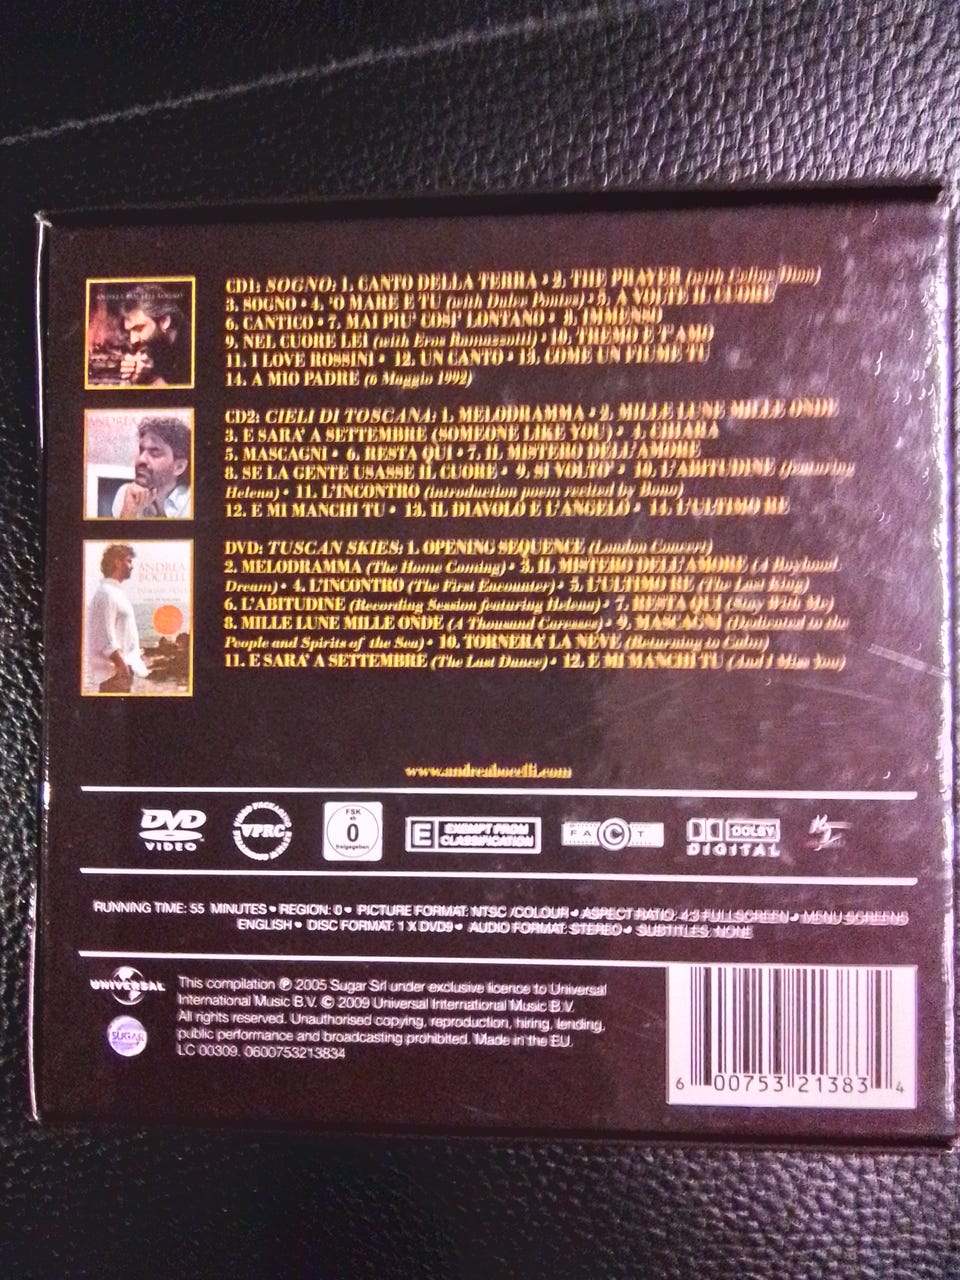 CD1: SOGNO: 1. CANTO DELLA TERRA • 2. THE PRAYER (with Celine Dion)
3. SOGNO • 4. 'O MARE E TU (with Dulce Pontes) • 5. A VOLTE IL CUORE
6. CANTICO • 7. MAI PIU' COSI' LONTANO • 8. IMMENSO
9. NEL CUORE LEI (with Eros Ramazzotti) • 10. TREMO E T'AMO
11. I LOVE ROSSINI • 12. UN CANTO • 13. COME UN FIUME TU
14. A MIO PADRE (6 Maggio 1992)
CD2: CIELI DI TOSCANA: 1. MELODRAMMA • 2. MILLE LUNE MILLE ONDE
3. E SARA' A SETTEMBRE (SOMEONE LIKE YOU) • 4. CHIARA
5. MASCAGNI • 6. RESTA QUI • 7. IL MISTERO DELL'AMORE
8. SE LA GENTE USASSE IL CUORE • 9. SI VOLTO' • 10. L'ABITUDINE (featuring
Helena) • 11. L'INCONTRO (introduction poem recited by Bono)
12. E MI MANCHI TU • 13. IL DIAVOLO E L'ANGELO • 14. L'ULTIMO RE
ANDREA
BOCELLI
DVD: TUSCAN SKIES: 1. OPENING SEQUENCE (London Concert)
2. MELODRAMMA (The Home Coming) • 3. IL MISTERO DELL'AMORE (A Boyhood
Dream) • 4. L'INCONTRO (The First Encounter) • 5. L'ULTIMO RE (The Last King)
6. L'ABITUDINE (Recording Session featuring Helena) • 7. RESTA QUI (Stay With Me)
8. MILLE LUNE MILLE ONDE (A Thousand Caresses) • 9. MASCAGNI (Dedicated to the
People and Spirits of the Sea) • 10. TORNERA' LA NEVE (Returning to Calm)
11. E SARA' A SETTEMBRE (The Last Dance) • 12. E MI MANCHI TU (And I Miss You)
www.andreabocelli.com
DVD VIDEO
VPRC
FSK ab 0 freigegeben
E EXEMPT FROM CLASSIFICATION
FACT
DOLBY DIGITAL
RUNNING TIME: 55 MINUTES • REGION: 0 • PICTURE FORMAT: NTSC /COLOUR • ASPECT RATIO: 4:3 FULLSCREEN • MENU SCREENS
ENGLISH • DISC FORMAT: 1 X DVD9 • AUDIO FORMAT: STEREO • SUBTITLES: NONE
UNIVERSAL
SUGAR
This compilation ℗ 2005 Sugar Srl under exclusive licence to Universal
International Music B.V. © 2009 Universal International Music B.V.
All rights reserved. Unauthorised copying, reproduction, hiring, lending,
public performance and broadcasting prohibited. Made in the EU.
LC 00309. 0600753213834
6 00753 21383 4